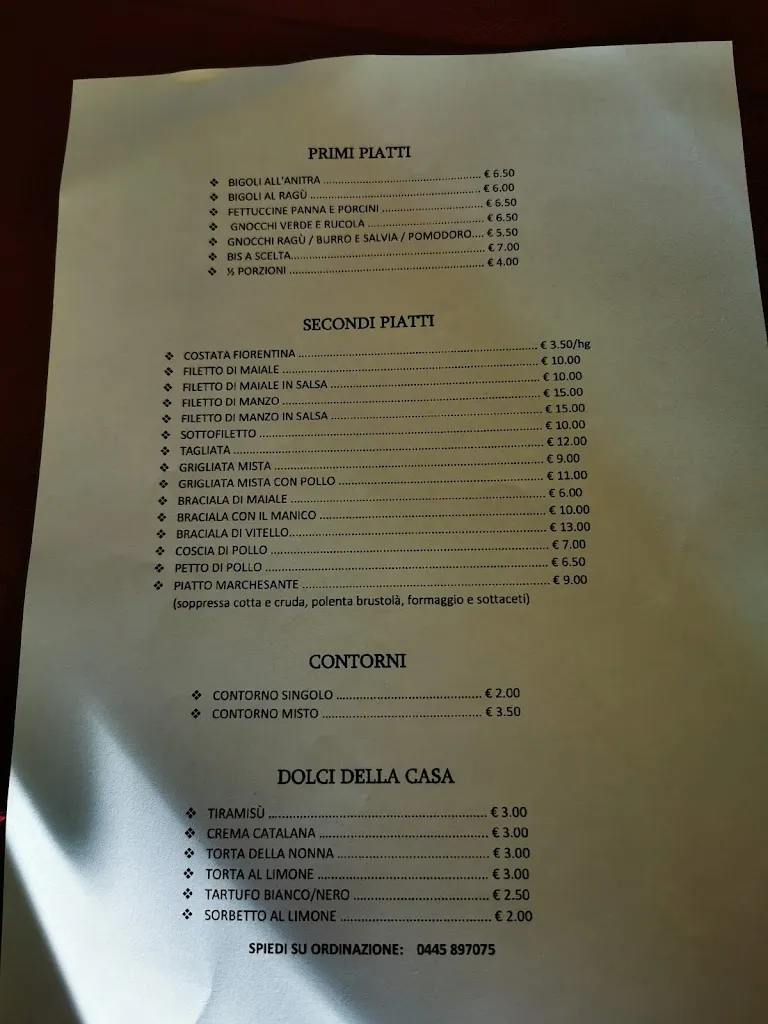 PRIMI PIATTI
❖ BIGOLI ALL'ANITRA ........ € 6.50
❖ BIGOLI AL RAGÙ ........ € 6.00
❖ FETTUCCINE PANNA E PORCINI ........ € 6.50
❖ GNOCCHI VERDE E RUCOLA ........ € 6.50
❖ GNOCCHI RAGÙ / BURRO E SALVIA / POMODORO.... € 5.50
❖ BIS A SCELTA........ € 7.00
❖ ½ PORZIONI ........ € 4.00
SECONDI PIATTI
❖ COSTATA FIORENTINA ........ € 3.50/hg
❖ FILETTO DI MAIALE ........ € 10.00
❖ FILETTO DI MAIALE IN SALSA ........ € 10.00
❖ FILETTO DI MANZO ........ € 15.00
❖ FILETTO DI MANZO IN SALSA ........ € 15.00
❖ SOTTOFILETTO ........ € 10.00
❖ TAGLIATA ........ € 12.00
❖ GRIGLIATA MISTA ........ € 9.00
❖ GRIGLIATA MISTA CON POLLO ........ € 11.00
❖ BRACIALA DI MAIALE ........ € 6.00
❖ BRACIALA CON IL MANICO ........ € 10.00
❖ BRACIALA DI VITELLO........ € 13.00
❖ COSCIA DI POLLO ........ € 7.00
❖ PETTO DI POLLO ........ € 6.50
❖ PIATTO MARCHESANTE ........ € 9.00
(soppressa cotta e cruda, polenta brustolà, formaggio e sottaceti)
CONTORNI
❖ CONTORNO SINGOLO ........ € 2.00
❖ CONTORNO MISTO ........ € 3.50
DOLCI DELLA CASA
❖ TIRAMISÙ ........ € 3.00
❖ CREMA CATALANA ........ € 3.00
❖ TORTA DELLA NONNA ........ € 3.00
❖ TORTA AL LIMONE ........ € 3.00
❖ TARTUFO BIANCO/NERO ........ € 2.50
❖ SORBETTO AL LIMONE ........ € 2.00
SPIEDI SU ORDINAZIONE: 0445 897075